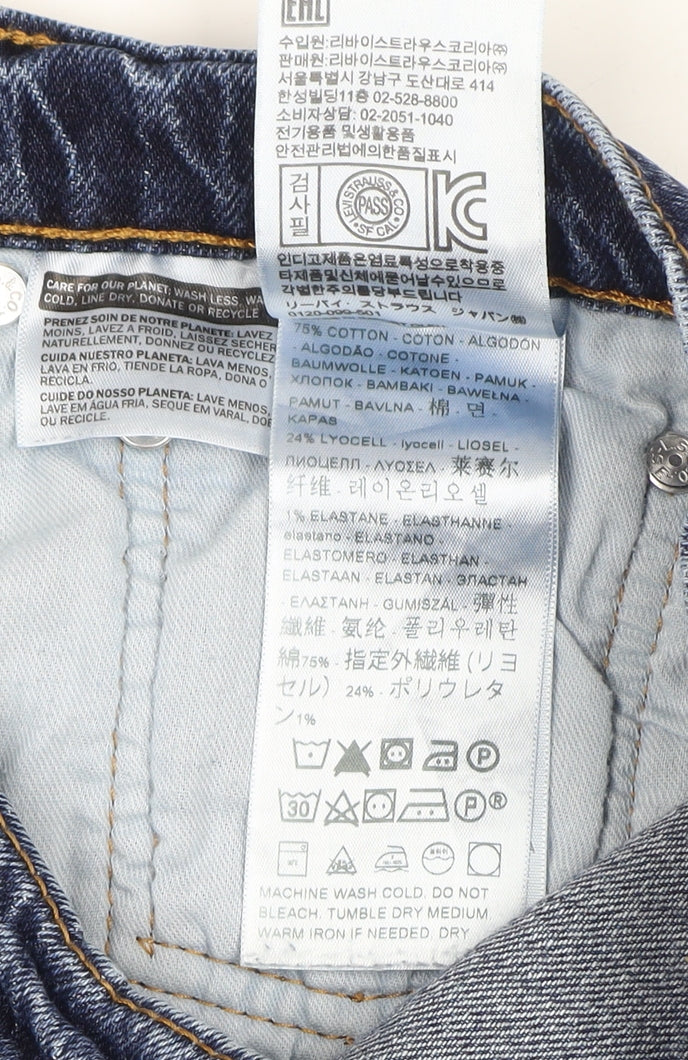 EAC
수입원:리바이스트라우스코리아㈜
판매원:리바이스트라우스코리아㈜
서울특별시 강남구 도산대로 414
한성빌딩11층 02-528-8800
소비자상담: 02-2051-1040
전기용품 및생활용품
안전관리법에의한품질표시
검
사
필
LEVI STRAUSS & CO
PASS
SF CAL
인디고제품은염료특성으로착용중
타제품및신체에묻어날수있으므로
각별한주의를당부드립니다
リーバイ・ストラウス ジャパン㈱
0120-099-501
CARE FOR OUR PLANET: WASH LESS, WA
COLD, LINE DRY, DONATE OR RECYCLE
PRENEZ SOIN DE NOTRE PLANETE: LAVEZ
MOINS, LAVEZ A FROID, LAISSEZ SECHER
NATURELLEMENT, DONNEZ OU RECYCLEZ
CUIDA NUESTRO PLANETA: LAVA MENOS,
LAVA EN FRIO, TIENDE LA ROPA, DONA O
RECICLA.
CUIDE DO NOSSO PLANETA: LAVE MENOS,
LAVE EM ÁGUA FRIA, SEQUE EM VARAL, DOE
OU RECICLE.
75% COTTON - COTON - ALGODÓN
- ALGODÃO - COTONE -
BAUMWOLLE - KATOEN - PAMUK -
ХЛОПОК - BAMBAKI - BAWEŁNA -
PAMUT - BAVLNA - 棉 - 면 -
KAPAS
24% LYOCELL - lyocell - LIOSEL -
ЛИОЦЕЛЛ - ΛΥΟΣΕΛ - 莱赛尔
纤维 - 레이온리오셀
1% ELASTANE - ELASTHANNE -
elastano - ELASTANO -
ELASTOMERO - ELASTHAN -
ELASTAAN - ELASTAN - ЭЛАСТАН
- ΕΛΑΣΤΑΝΗ - GUMISZÁL - 彈性
纖維 - 氨纶 - 폴리우레탄
綿75% - 指定外繊維 (リヨ
セル) 24% - ポリウレタ
ン1%
P
30 P ®
MACHINE WASH COLD. DO NOT
BLEACH. TUMBLE DRY MEDIUM.
WARM IRON IF NEEDED. DRY